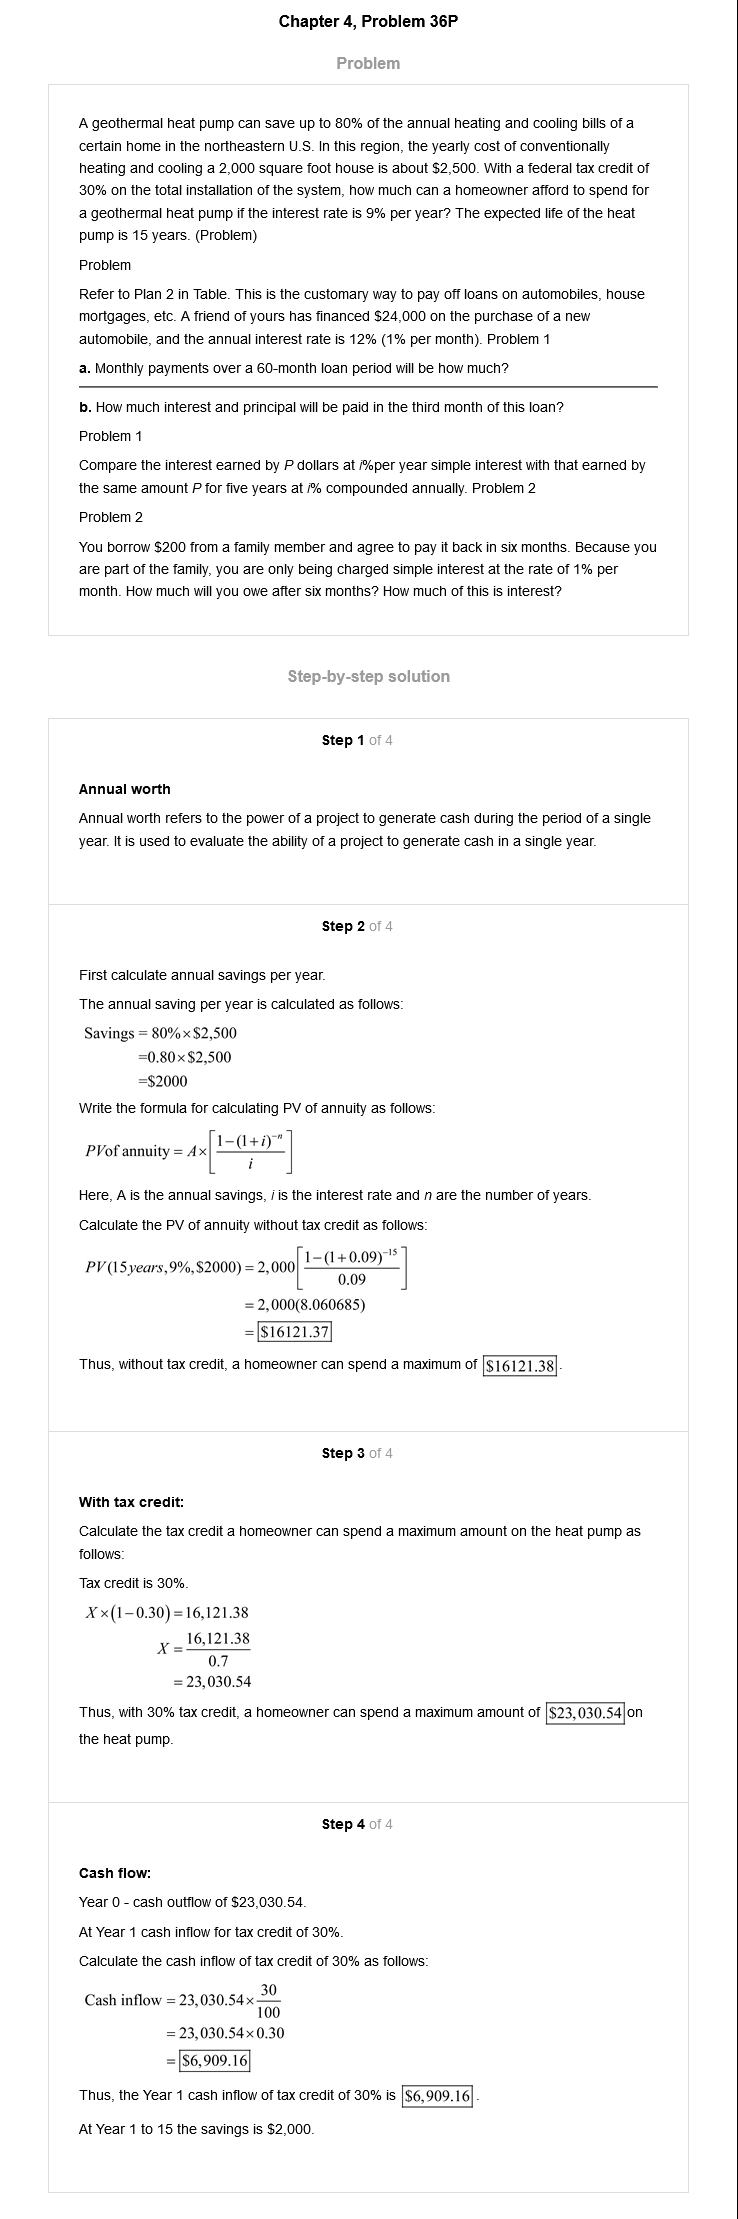 Chapter 4, Problem 36P
Problem
A geothermal heat pump can save up to 80% of the annual heating and cooling bills of a
certain home in the northeastern U.S. In this region, the yearly cost of conventionally
heating and cooling a 2,000 square foot house is about $2,500. With a federal tax credit of
30% on the total installation of the system, how much can a homeowner afford to spend for
a geothermal heat pump if the interest rate is 9% per year? The expected life of the heat
pump is 15 years. (Problem)
Problem
Refer to Plan 2 in Table. This is the customary way to pay off loans on automobiles, house
mortgages, etc. A friend of yours has financed $24,000 on the purchase of a new
automobile, and the annual interest rate is 12% (1% per month). Problem 1
a. Monthly payments over a 60-month loan period will be how much?
b. How much interest and principal will be paid in the third month of this loan?
Problem 1
Compare the interest earned by P dollars at i%per year simple interest with that earned by
the same amount P for five years at i% compounded annually. Problem 2
Problem 2
You borrow $200 from a family member and agree to pay it back in six months. Because you
are part of the family, you are only being charged simple interest at the rate of 1% per
month. How much will you owe after six months? How much of this is interest?
Step-by-step solution
Step 1 of 4
Annual worth
Annual worth refers to the power of a project to generate cash during the period of a single
year. It is used to evaluate the ability of a project to generate cash in a single year.
Step 2 of 4
First calculate annual savings per year.
The annual saving per year is calculated as follows:
Savings = 80%×$2,500
=0.80×$2,500
=$2000
Write the formula for calculating PV of annuity as follows:
PVof annuity = A×[(1−(1+i)⁻ⁿ)/i]
Here, A is the annual savings, i is the interest rate and n are the number of years.
Calculate the PV of annuity without tax credit as follows:
PV(15years,9%,$2000) = 2,000[(1−(1+0.09)⁻¹⁵)/0.09]
= 2,000(8.060685)
= $16121.37
Thus, without tax credit, a homeowner can spend a maximum of $16121.38.
Step 3 of 4
With tax credit:
Calculate the tax credit a homeowner can spend a maximum amount on the heat pump as
follows:
Tax credit is 30%.
X×(1−0.30) = 16,121.38
X = 16,121.38/0.7
= 23,030.54
Thus, with 30% tax credit, a homeowner can spend a maximum amount of $23,030.54 on
the heat pump.
Step 4 of 4
Cash flow:
Year 0 - cash outflow of $23,030.54.
At Year 1 cash inflow for tax credit of 30%.
Calculate the cash inflow of tax credit of 30% as follows:
Cash inflow = 23,030.54×30/100
= 23,030.54×0.30
= $6,909.16
Thus, the Year 1 cash inflow of tax credit of 30% is $6,909.16.
At Year 1 to 15 the savings is $2,000.